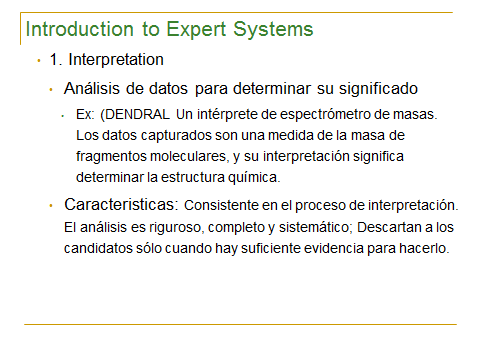 Introduction to Expert Systems
• 1. Interpretation
• Análisis de datos para determinar su significado
• Ex: (DENDRAL Un intérprete de espectrómetro de masas.
Los datos capturados son una medida de la masa de
fragmentos moleculares, y su interpretación significa
determinar la estructura química.
• Caracteristicas: Consistente en el proceso de interpretación.
El análisis es riguroso, completo y sistemático; Descartan a los
candidatos sólo cuando hay suficiente evidencia para hacerlo.